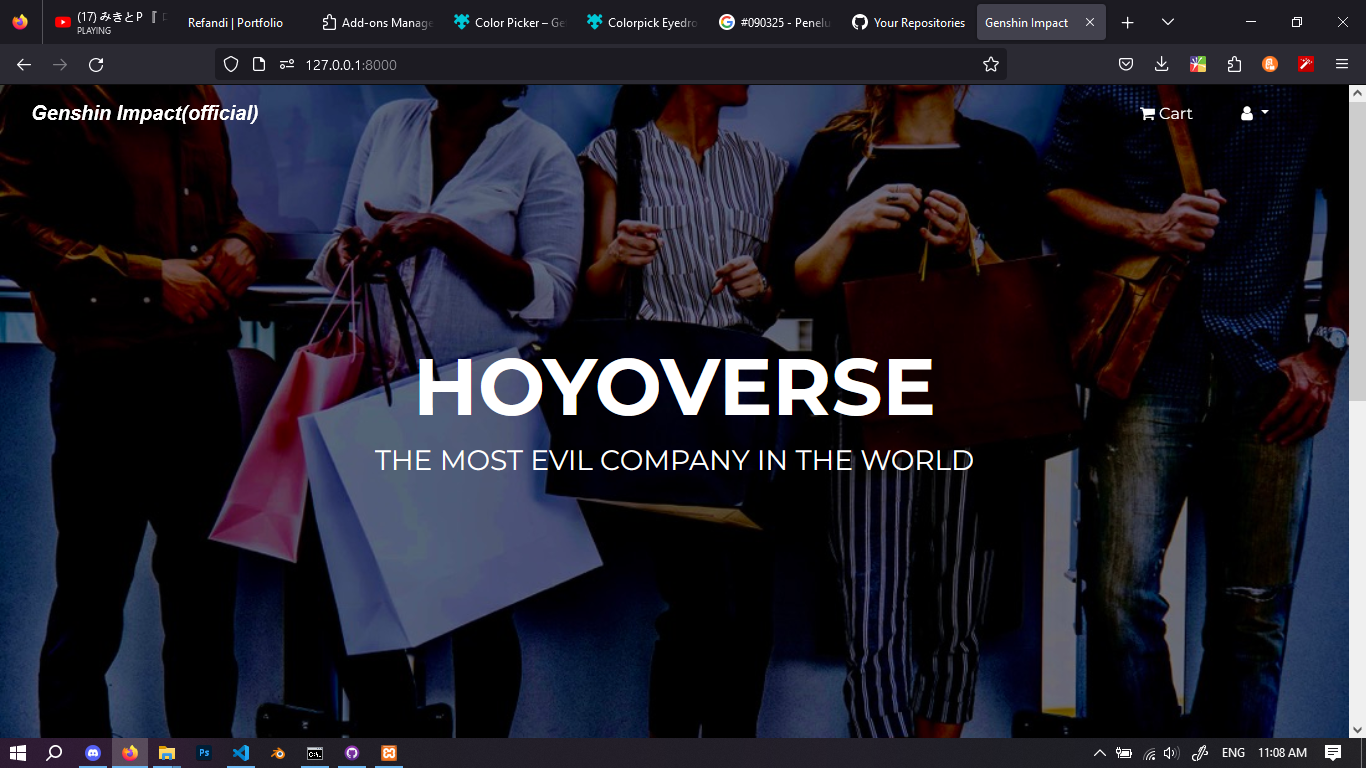 (17) みきとP『
PLAYING
Refandi | Portfolio
Add-ons Manage
Color Picker – Ge
Colorpick Eyedro
#090325 - Penelu
Your Repositories
Genshin Impact
127.0.0.1:8000
Genshin Impact(official)
Cart
HOYOVERSE
THE MOST EVIL COMPANY IN THE WORLD
Ps
ENG
11:08 AM